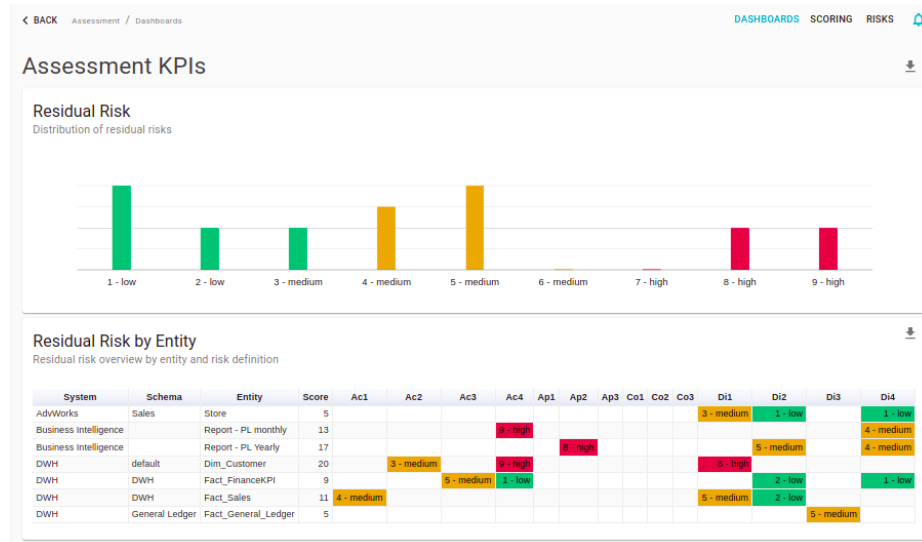 BACK Assessment / Dashboards DASHBOARDS SCORING RISKS
Assessment KPIs
Residual Risk
Distribution of residual risks
1 - low 2 - low 3 - medium 4 - medium 5 - medium 6 - medium 7 - high 8 - high 9 - high
Residual Risk by Entity
Residual risk overview by entity and risk definition
System Schema Entity Score Ac1 Ac2 Ac3 Ac4 Ap1 Ap2 Ap3 Co1 Co2 Co3 Di1 Di2 Di3 Di4
AdvWorks Sales Store 5 3 - medium 1 - low 1 - low
Business Intelligence Report - PL monthly 13 9 - high 4 - medium
Business Intelligence Report - PL Yearly 17 8 - high 5 - medium 4 - medium
DWH default Dim_Customer 20 3 - medium 9 - high 8 - high
DWH DWH Fact_FinanceKPI 9 5 - medium 1 - low 2 - low 1 - low
DWH DWH Fact_Sales 11 4 - medium 5 - medium 2 - low
DWH General Ledger Fact_General_Ledger 5 5 - medium